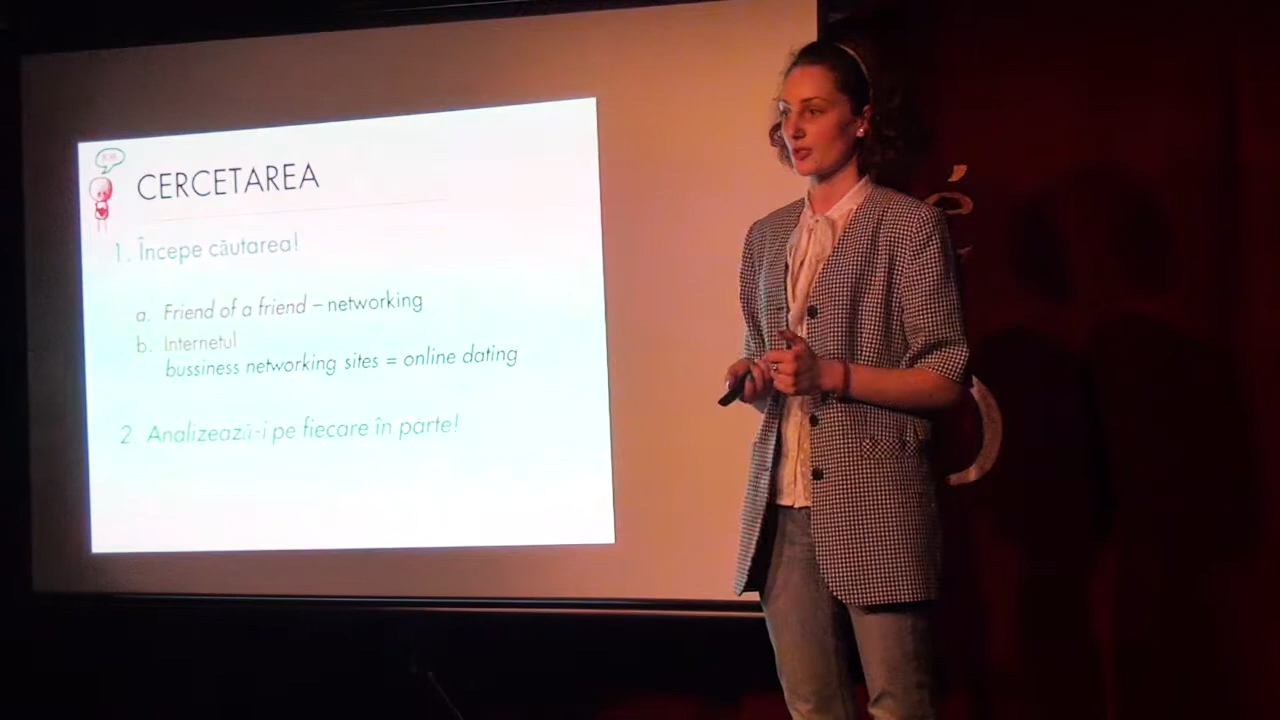 CERCETAREA
1. Începe căutarea!
a. Friend of a friend – networking
b. Internetul
bussiness networking sites = online dating
2. Analizează-i pe fiecare în parte!